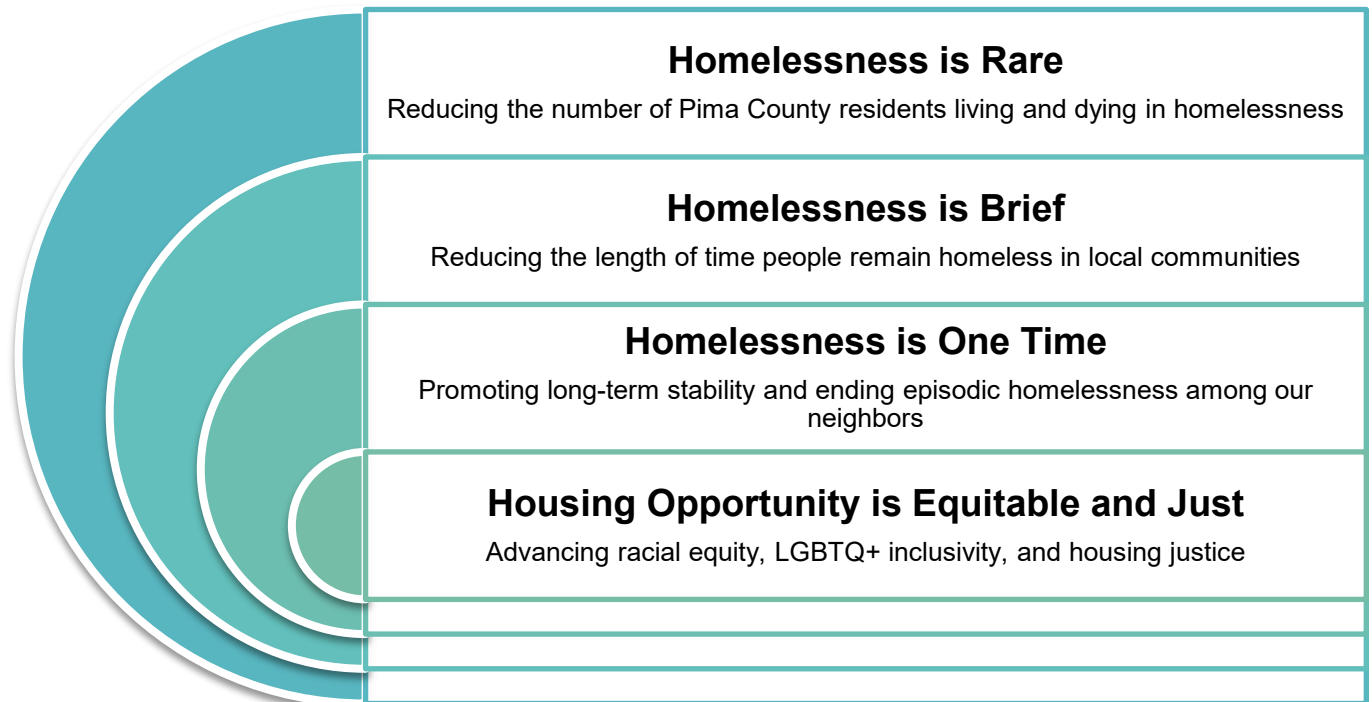 Homelessness is Rare
Reducing the number of Pima County residents living and dying in homelessness
Homelessness is Brief
Reducing the length of time people remain homeless in local communities
Homelessness is One Time
Promoting long-term stability and ending episodic homelessness among our
neighbors
Housing Opportunity is Equitable and Just
Advancing racial equity, LGBTQ+ inclusivity, and housing justice